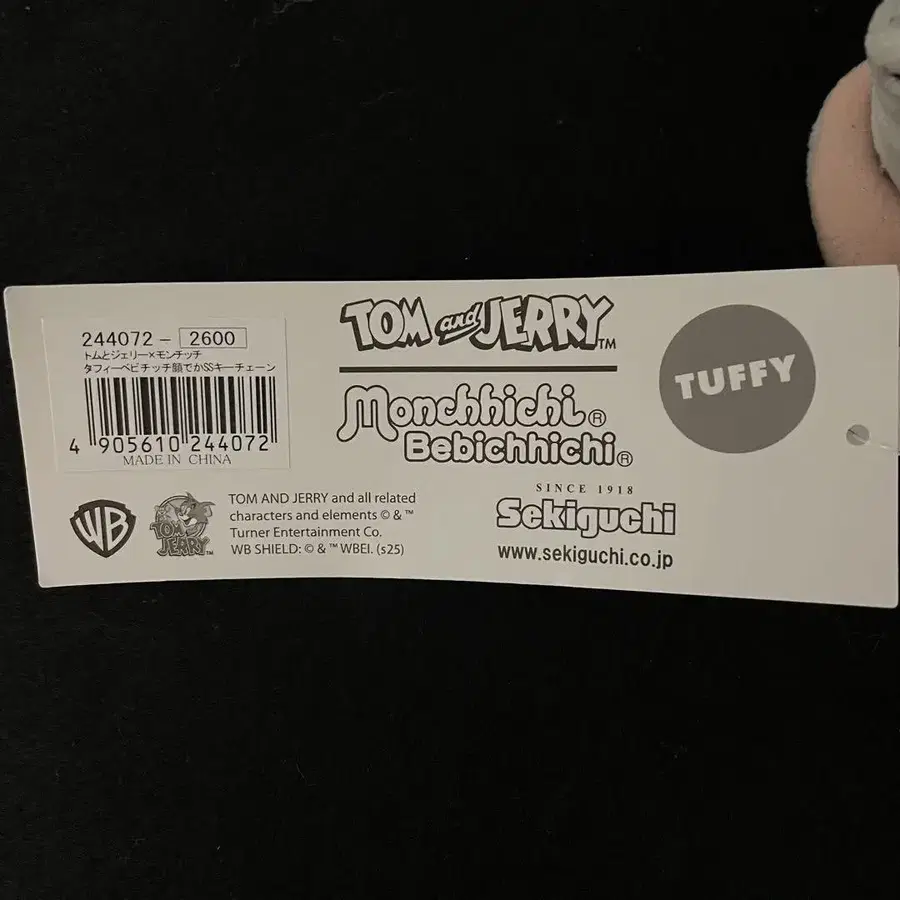 244072- 2600
トムとジェリー×モンチッチ
タフィーベビチッチ顔でかSSキーチェーン
4 905610 244072
MADE IN CHINA
TOM and JERRY™
Monchhichi®
Bebichhichi®
TUFFY
WB
TOM and JERRY™
TOM AND JERRY and all related
characters and elements © & ™
Turner Entertainment Co.
WB SHIELD: © & ™ WBEI. (s25)
SINCE 1918
Sekiguchi
www.sekiguchi.co.jp